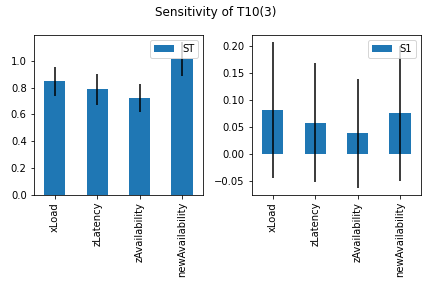 Sensitivity of T10(3)
ST
1.0
0.8
0.6
0.4
0.2
0.0
xLoad
zLatency
zAvailability
newAvailability
S1
0.20
0.15
0.10
0.05
0.00
−0.05
xLoad
zLatency
zAvailability
newAvailability